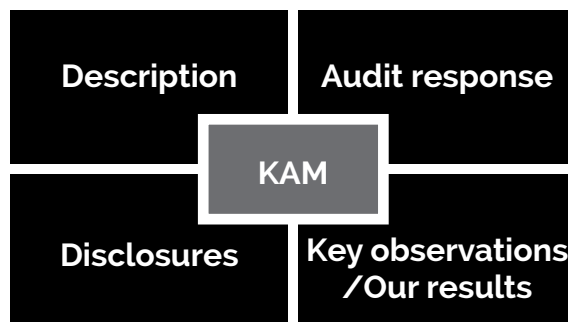 Description
Audit response
KAM
Disclosures
Key observations
/Our results